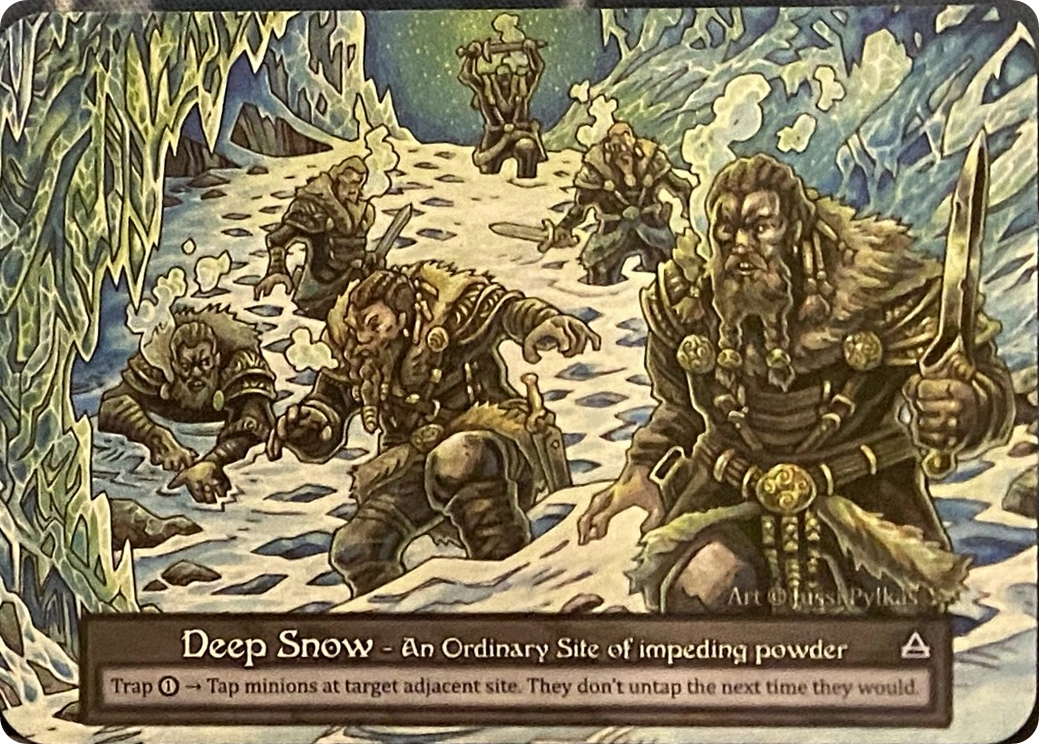 Art © Jussi Pylkäs
Deep Snow - An Ordinary Site of impeding powder
Trap ① → Tap minions at target adjacent site. They don't untap the next time they would.